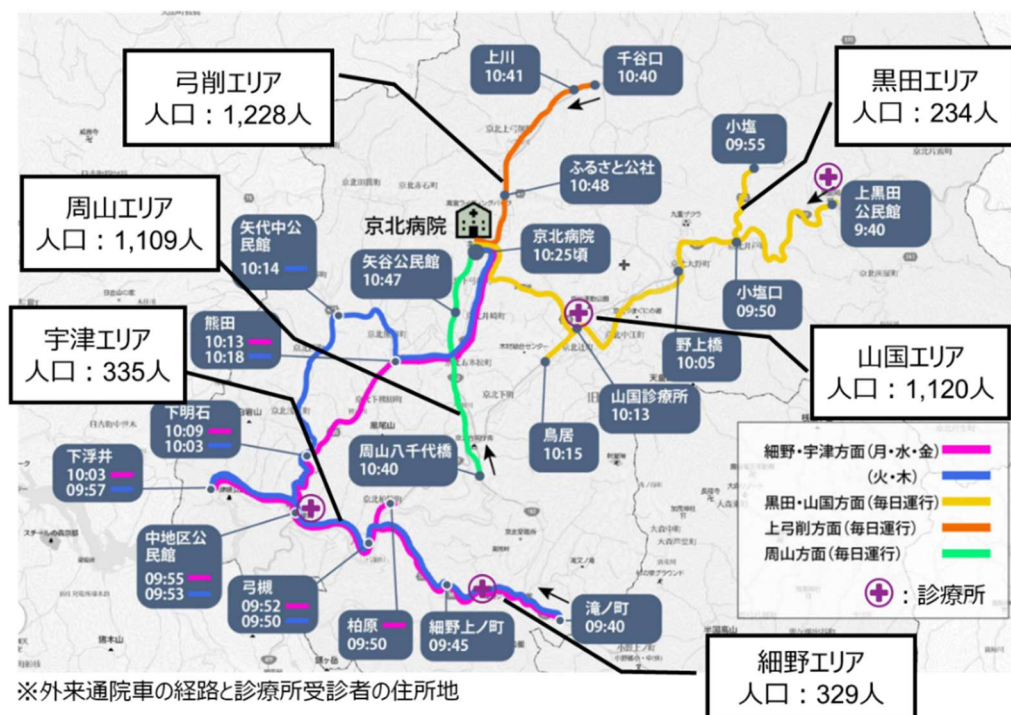 弓削エリア
人口：1,228人
上川
10:41
千谷口
10:40
黒田エリア
人口：234人
小塩
09:55
ふるさと公社
10:48
上黒田
公民館
9:40
周山エリア
人口：1,109人
矢代中公
民館
10:14
京北病院
矢谷公民館
10:47
京北病院
10:25頃
小塩口
09:50
宇津エリア
人口：335人
熊田
10:13
10:18
野上橋
10:05
山国エリア
人口：1,120人
山国診療所
10:13
鳥居
10:15
下明石
10:09
10:03
周山八千代橋
10:40
下浮井
10:03
09:57
中地区公
民館
09:55
09:53
弓槻
09:52
09:50
柏原
09:50
細野上ノ町
09:45
滝ノ町
09:40
細野・宇津方面（月・水・金）
（火・木）
黒田・山国方面（毎日運行）
上弓削方面（毎日運行）
周山方面（毎日運行）
：診療所
細野エリア
人口：329人
※外来通院車の経路と診療所受診者の住所地